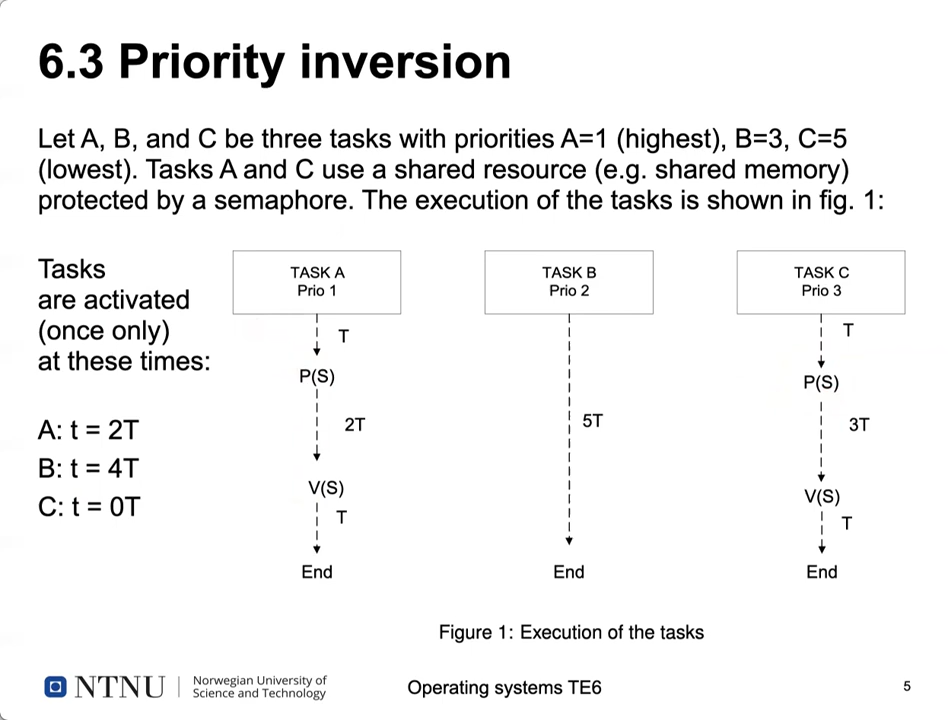 6.3 Priority inversion
Let A, B, and C be three tasks with priorities A=1 (highest), B=3, C=5
(lowest). Tasks A and C use a shared resource (e.g. shared memory)
protected by a semaphore. The execution of the tasks is shown in fig. 1:
Tasks
are activated
(once only)
at these times:
A: t = 2T
B: t = 4T
C: t = 0T
TASK A
Prio 1
T
P(S)
2T
V(S)
T
End
TASK B
Prio 2
5T
End
TASK C
Prio 3
T
P(S)
3T
V(S)
T
End
Figure 1: Execution of the tasks
NTNU
Norwegian University of
Science and Technology
Operating systems TE6
5